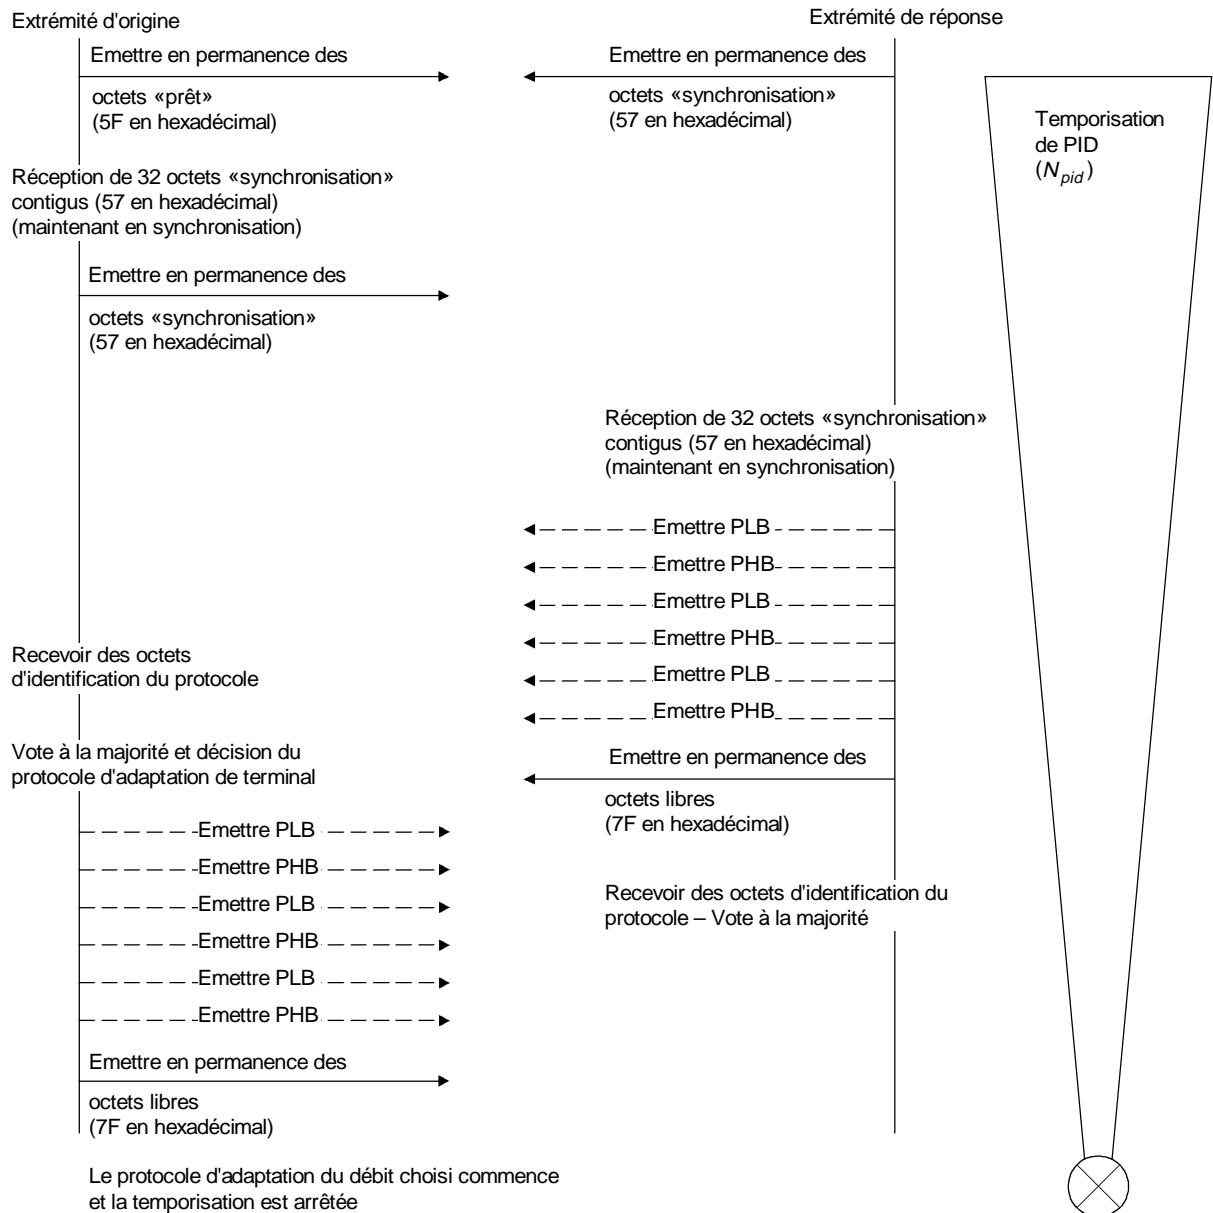 Extrémité d'origine
Extrémité de réponse
Emettre en permanence des
octets «prêt»
(5F en hexadécimal)
Emettre en permanence des
octets «synchronisation»
(57 en hexadécimal)
Temporisation
de PID
(Npid)
Réception de 32 octets «synchronisation»
contigus (57 en hexadécimal)
(maintenant en synchronisation)
Emettre en permanence des
octets «synchronisation»
(57 en hexadécimal)
Réception de 32 octets «synchronisation»
contigus (57 en hexadécimal)
(maintenant en synchronisation)
Emettre PLB
Emettre PHB
Emettre PLB
Emettre PHB
Emettre PLB
Emettre PHB
Recevoir des octets
d'identification du protocole
Vote à la majorité et décision du
protocole d'adaptation de terminal
Emettre en permanence des
octets libres
(7F en hexadécimal)
Emettre PLB
Emettre PHB
Emettre PLB
Emettre PHB
Emettre PLB
Emettre PHB
Recevoir des octets d'identification du
protocole – Vote à la majorité
Emettre en permanence des
octets libres
(7F en hexadécimal)
Le protocole d'adaptation du débit choisi commence
et la temporisation est arrêtée